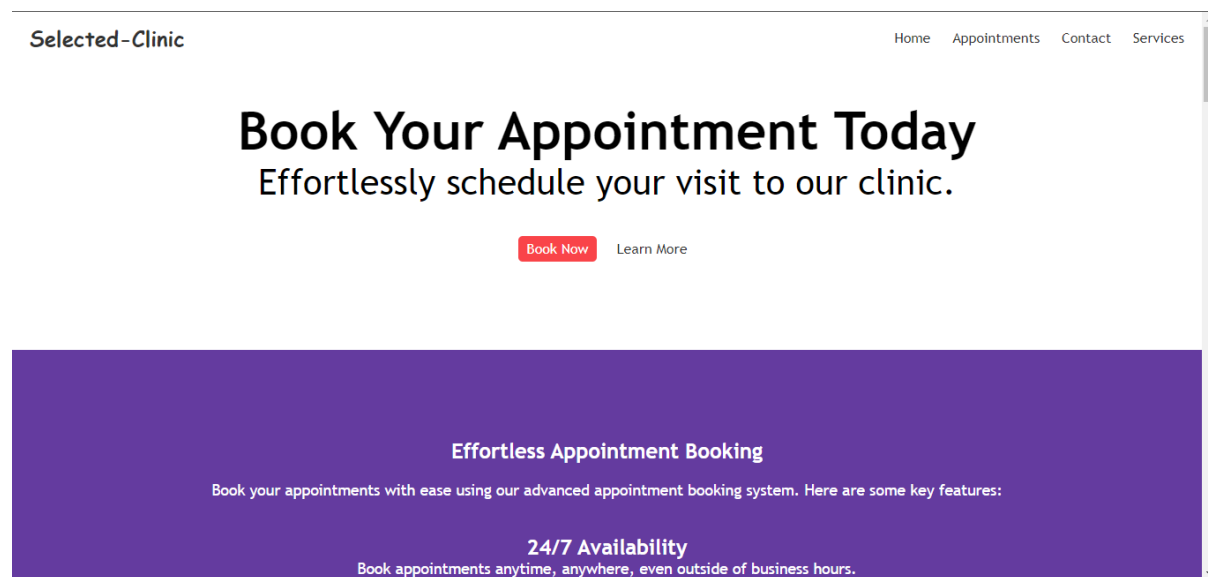 Selected-Clinic
Home Appointments Contact Services
Book Your Appointment Today
Effortlessly schedule your visit to our clinic.
Book Now Learn More
Effortless Appointment Booking
Book your appointments with ease using our advanced appointment booking system. Here are some key features:
24/7 Availability
Book appointments anytime, anywhere, even outside of business hours.